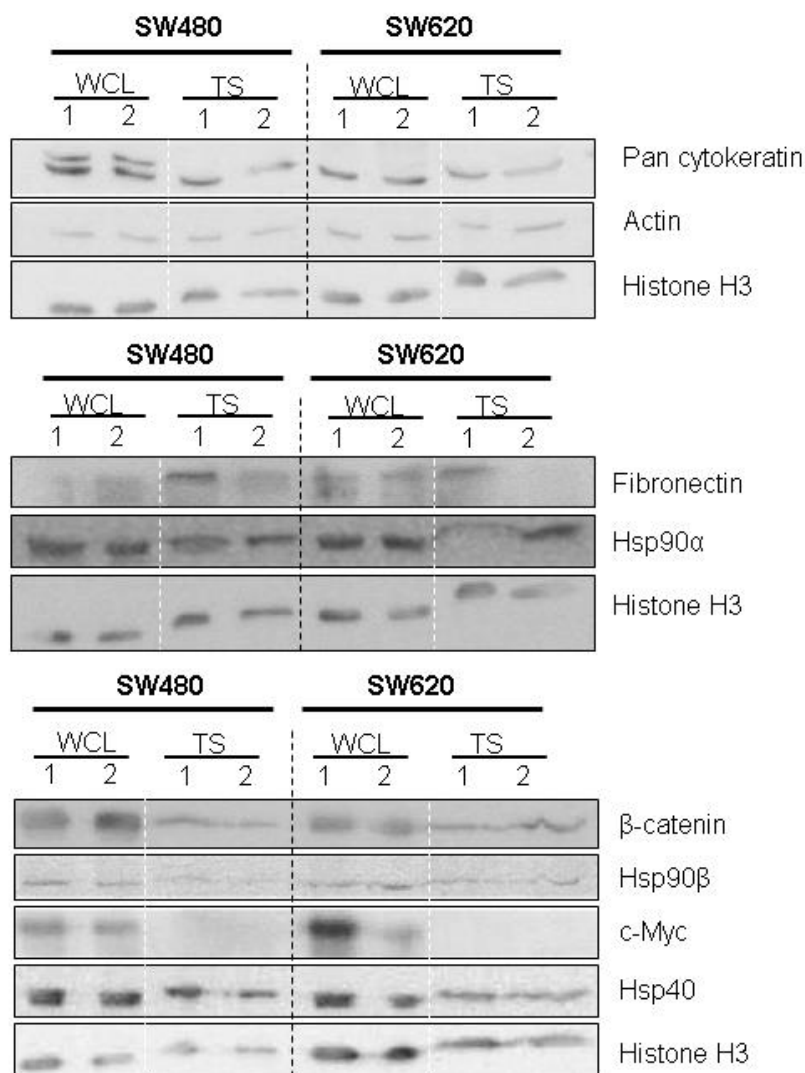 SW480 SW620
WCL TS WCL TS
1 2 1 2 1 2 1 2
Pan cytokeratin
Actin
Histone H3
SW480 SW620
WCL TS WCL TS
1 2 1 2 1 2 1 2
Fibronectin
Hsp90α
Histone H3
SW480 SW620
WCL TS WCL TS
1 2 1 2 1 2 1 2
β-catenin
Hsp90β
c-Myc
Hsp40
Histone H3